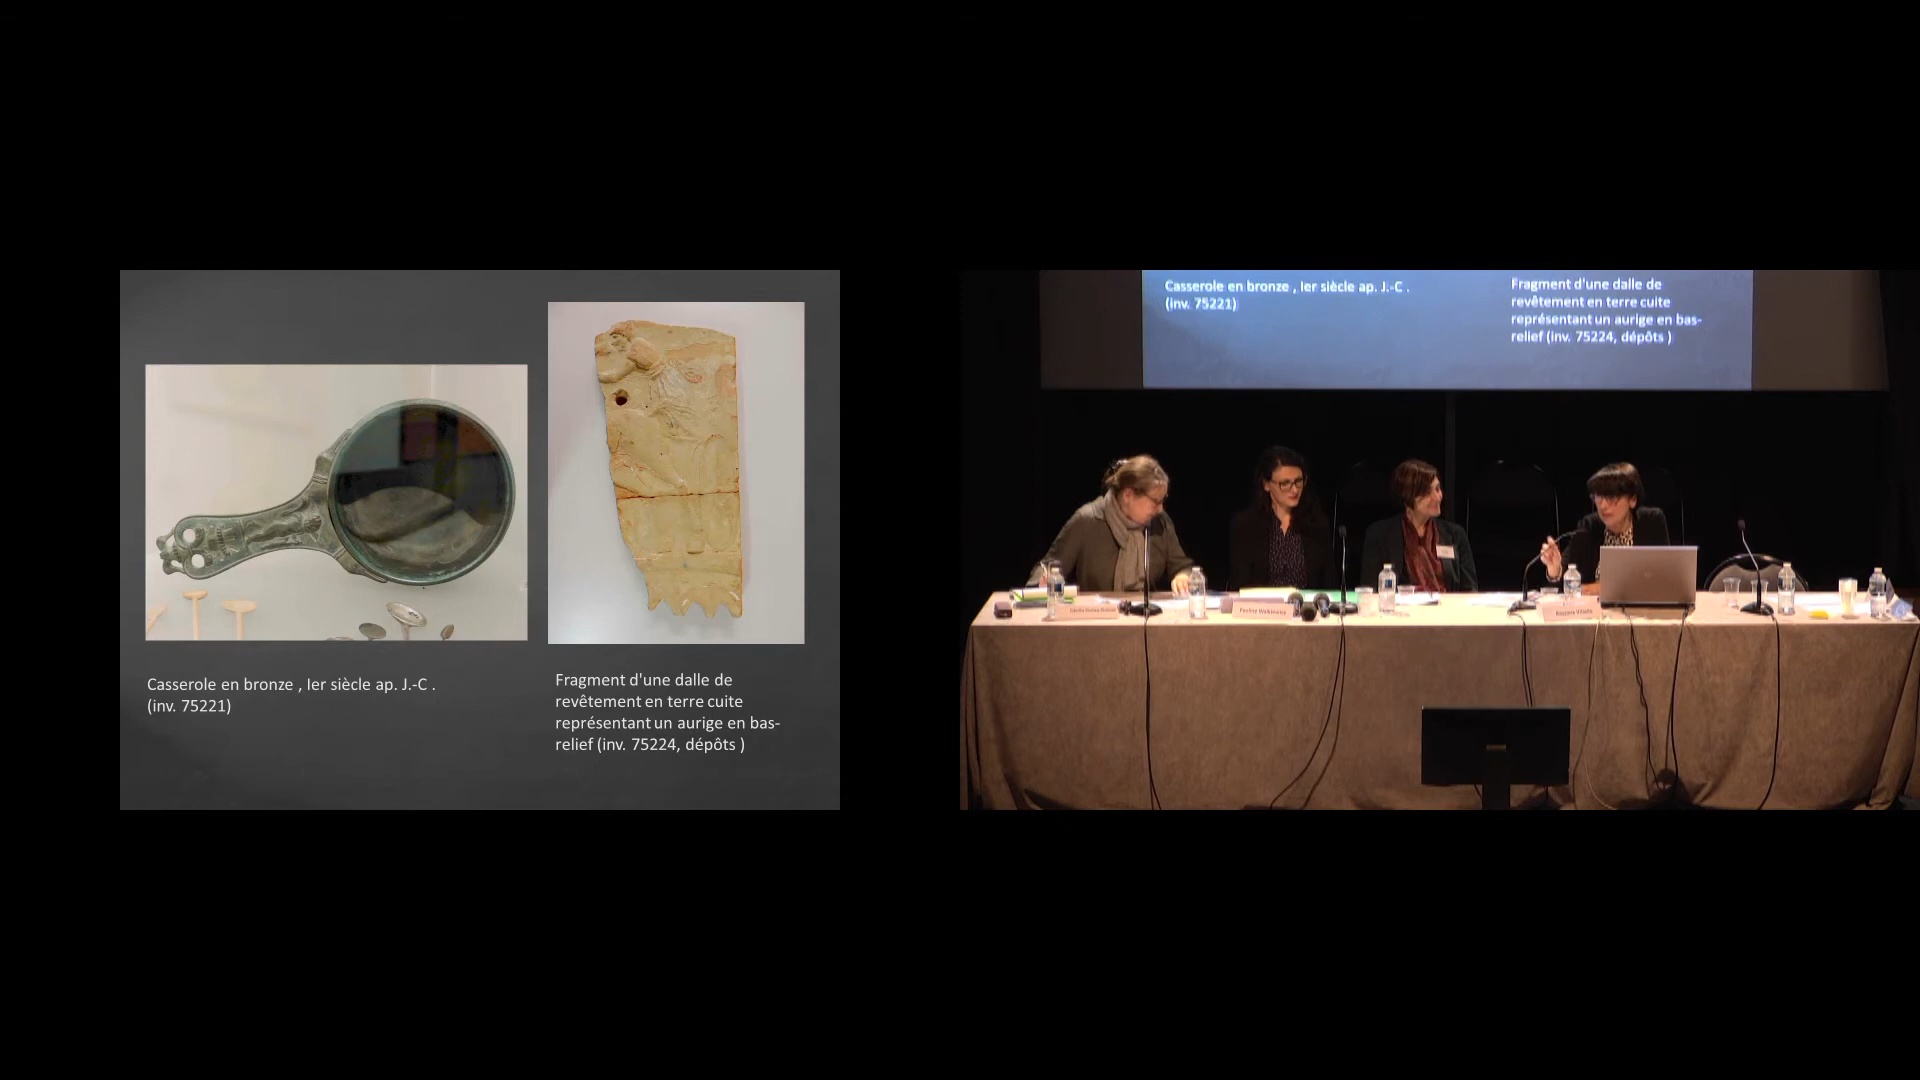 Casserole en bronze , Ier siècle ap. J.-C .
(inv. 75221)
Fragment d'une dalle de
revêtement en terre cuite
représentant un aurige en bas-
relief (inv. 75224, dépôts )
Casserole en bronze , Ier siècle ap. J.-C .
(inv. 75221)
Fragment d'une dalle de
revêtement en terre cuite
représentant un aurige en bas-
relief (inv. 75224, dépôts )